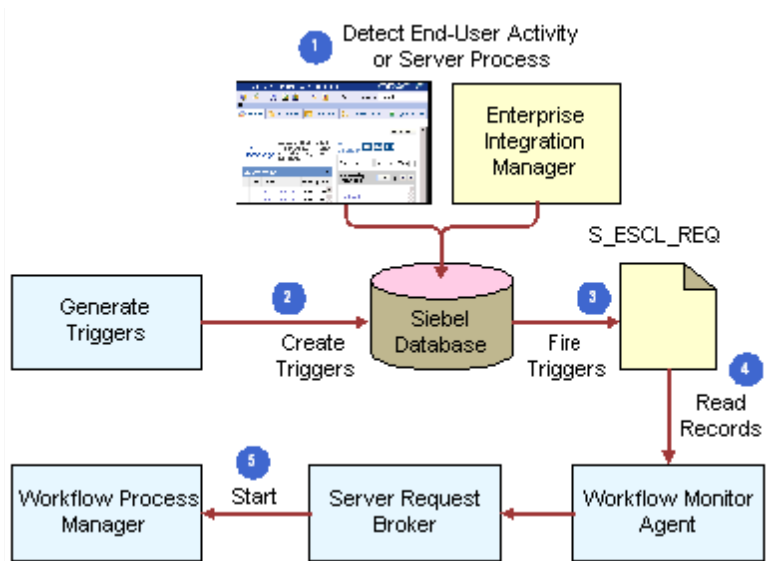 1
Detect End-User Activity
or Server Process
Enterprise
Integration
Manager
S_ESCL_REQ
Generate
Triggers
2
Create
Triggers
Siebel
Database
3
Fire
Triggers
4
Read
Records
Workflow Process
Manager
5
Start
Server Request
Broker
Workflow Monitor
Agent